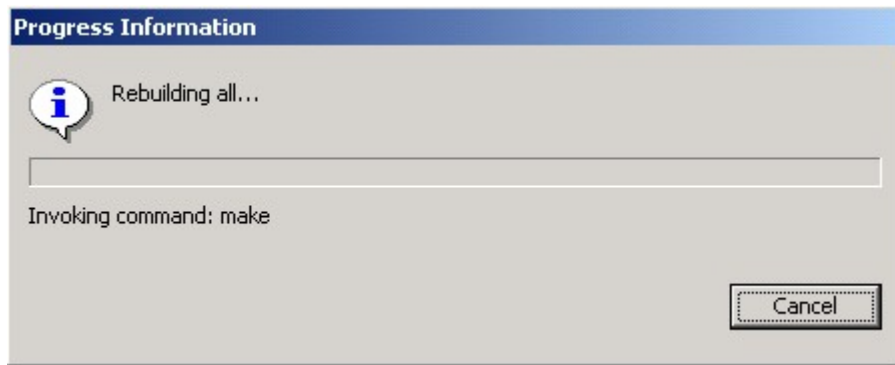 Progress Information
Rebuilding all...
Invoking command: make
Cancel